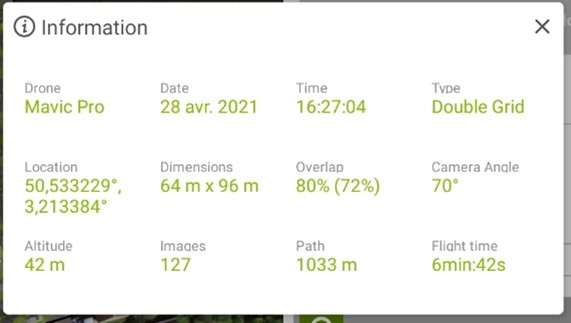 Information
Drone Date Time Type
Mavic Pro 28 avr. 2021 16:27:04 Double Grid
Location Dimensions Overlap Camera Angle
50,533229°, 64 m x 96 m 80% (72%) 70°
3,213384°
Altitude Images Path Flight time
42 m 127 1033 m 6min:42s